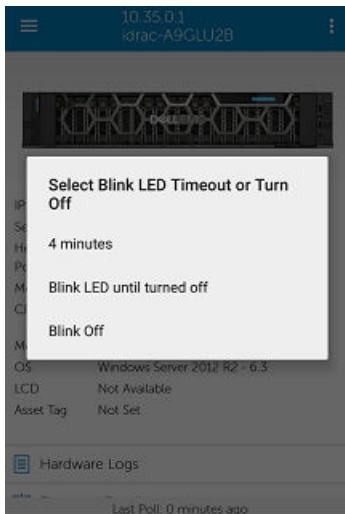 10.35.0.1
idrac-A9GLU2B
Select Blink LED Timeout or Turn
Off
4 minutes
Blink LED until turned off
Blink Off
OS Windows Server 2012 R2 - 6.3
LCD Not Available
Asset Tag Not Set
Hardware Logs
Last Poll: 0 minutes ago